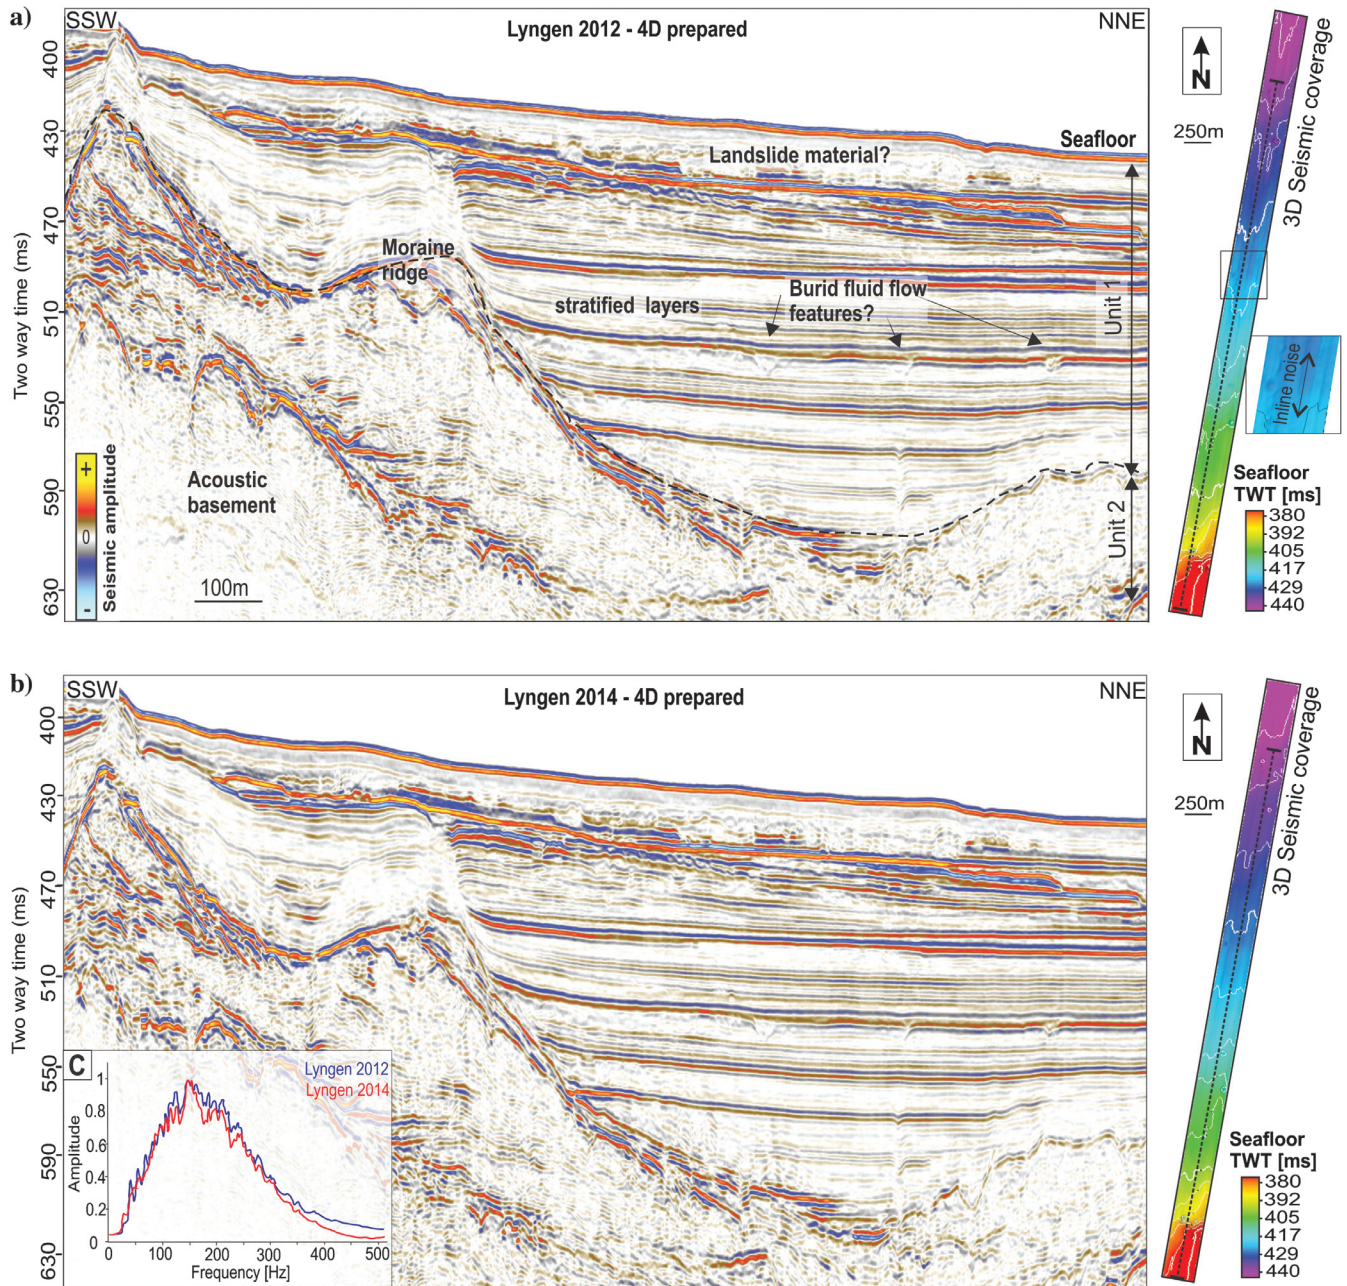 a)
SSW
Lyngen 2012 - 4D prepared
NNE
400
430
470
510
550
590
630
Two way time (ms)
Seafloor
Landslide material?
Moraine
ridge
stratified layers
Burid fluid flow
features?
Unit 1
Unit 2
Acoustic
basement
+
0
-
Seismic amplitude
100m
N
250m
3D Seismic coverage
Inline noise
Seafloor
TWT [ms]
380
392
405
417
429
440
b)
SSW
Lyngen 2014 - 4D prepared
NNE
400
430
470
510
550
590
630
Two way time (ms)
C
Lyngen 2012
Lyngen 2014
1
0.8
0.6
0.4
0.2
0
Amplitude
0 100 200 300 400 500
Frequency [Hz]
N
250m
3D Seismic coverage
Seafloor
TWT [ms]
380
392
405
417
429
440